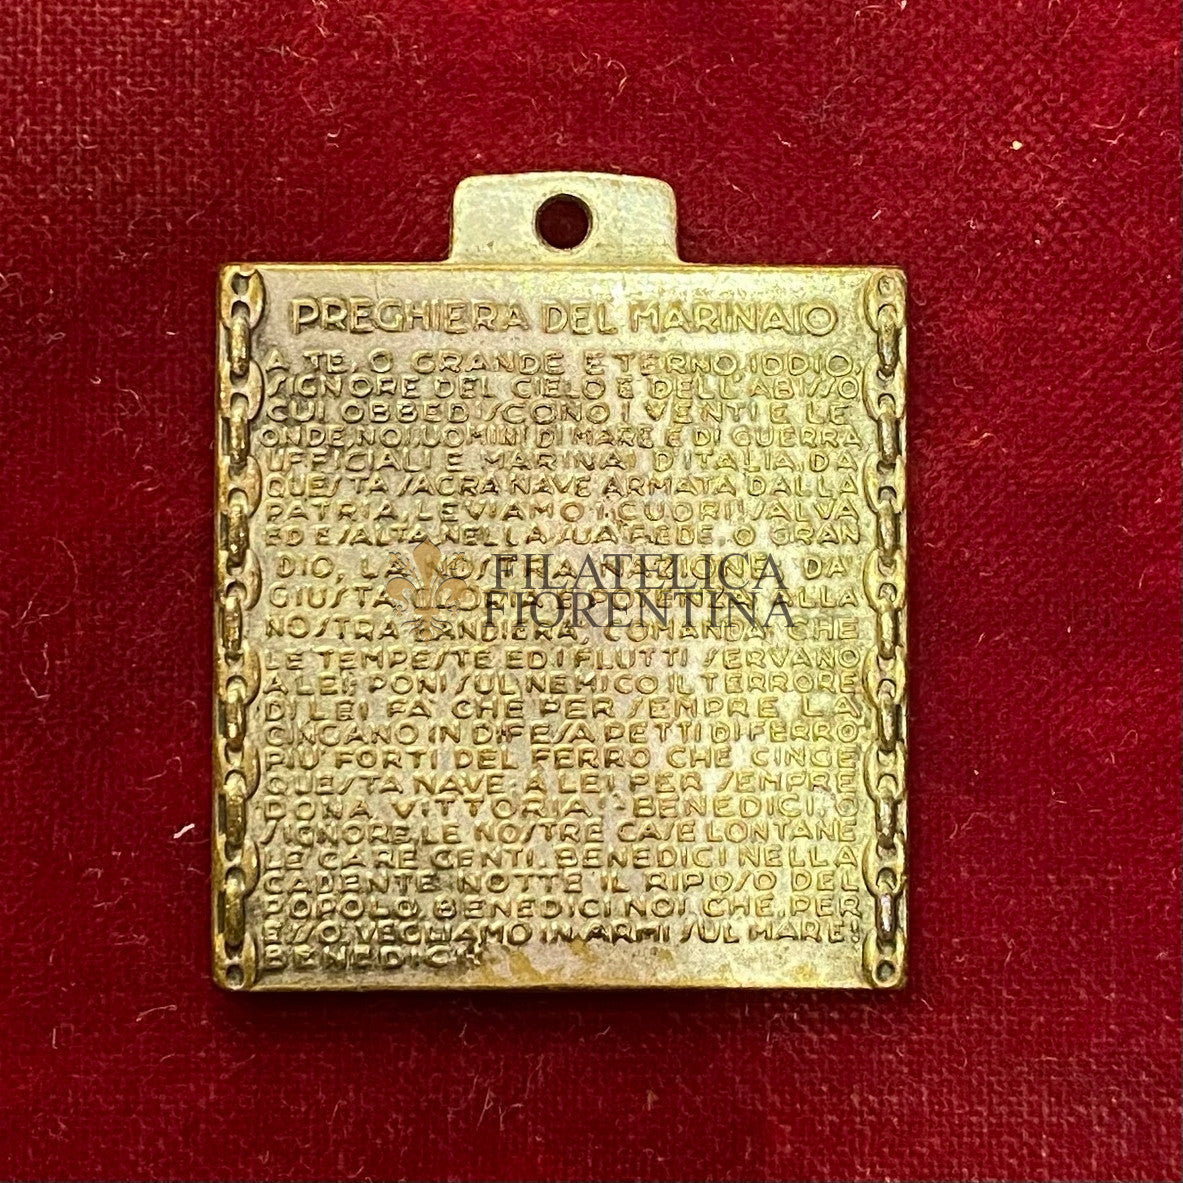 PREGHIERA DEL MARINAIO
A TE, O GRANDE ETERNO IDDIO
SIGNORE DEL CIELO E DELL'ABISSO
CUI OBBEDISCONO I VENTI E LE
ONDE, NOI UOMINI DI MARE E DI GUERRA
UFFICIALI E MARINAI D'ITALIA, DA
QUESTA SACRA NAVE ARMATA DALLA
PATRIA LEVIAMO I CUORI! SALVA
ED ESALTA, NELLA SUA FEDE, O GRAN
DIO, LA NOSTRA NAZIONE, DA'
GIUSTA GLORIA E POTENZA ALLA
NOSTRA BANDIERA, COMANDA CHE
LE TEMPESTE ED I FLUTTI SERVANO
A LEI, PONI SUL NEMICO IL TERRORE
DI LEI FA CHE PER SEMPRE LA
CINGANO IN DIFESA PETTI DI FERRO
PIÙ FORTI DEL FERRO CHE CINGE
QUESTA NAVE, A LEI PER SEMPRE
DONA VITTORIA. BENEDICI, O
SIGNORE, LE NOSTRE CASE LONTANE
LE CARE GENTI. BENEDICI NELLA
CADENTE NOTTE IL RIPOSO DEL
POPOLO, BENEDICI NOI CHE, PER
ESSO, VEGLIAMO IN ARMI SUL MARE!
BENEDICI
FILATELICA
FIORENTINA